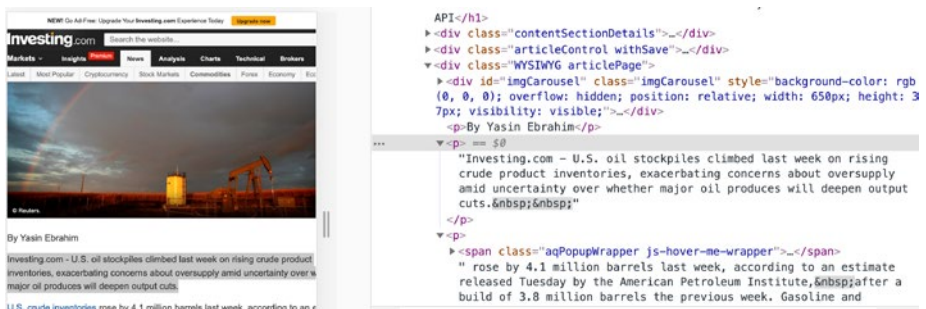 NEW! Go Ad-Free: Upgrade Your Investing.com Experience Today Upgrade now
Investing.com Search the website...
Markets Insights Premium News Analysis Charts Technical Brokers
Latest Most Popular Cryptocurrency Stock Markets Commodities Forex Economy
© Reuters.
By Yasin Ebrahim
Investing.com - U.S. oil stockpiles climbed last week on rising crude product
inventories, exacerbating concerns about oversupply amid uncertainty over
major oil produces will deepen output cuts.
U.S. crude inventories rose by 4.1 million barrels last week, according to an
API</h1>
▶<div class="contentSectionDetails">…</div>
▶<div class="articleControl withSave">…</div>
▼<div class="WYSIWYG articlePage">
▶<div id="imgCarousel" class="imgCarousel" style="background-color: rgb
(0, 0, 0); overflow: hidden; position: relative; width: 650px; height: 3
7px; visibility: visible;">…</div>
<p>By Yasin Ebrahim</p>
… ▼<p> == $0
"Investing.com – U.S. oil stockpiles climbed last week on rising
crude product inventories, exacerbating concerns about oversupply
amid uncertainty over whether major oil produces will deepen output
cuts.&nbsp;&nbsp;"
</p>
▼<p>
▶<span class="aqPopupWrapper js-hover-me-wrapper">…</span>
" rose by 4.1 million barrels last week, according to an estimate
released Tuesday by the American Petroleum Institute,&nbsp;after a
build of 3.8 million barrels the previous week. Gasoline and